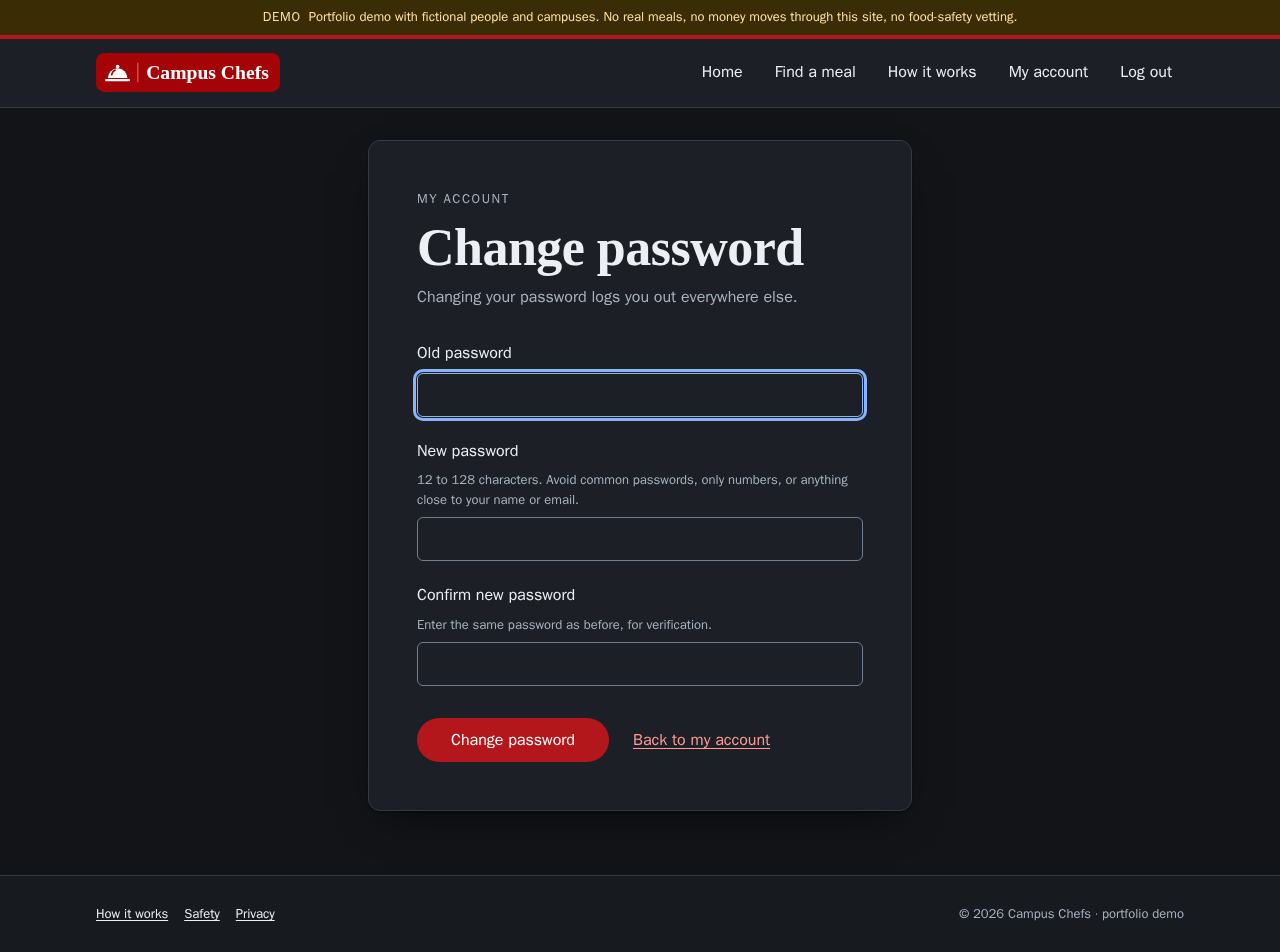 DEMO Portfolio demo with fictional people and campuses. No real meals, no money moves through this site, no food-safety vetting.
Campus Chefs
Home Find a meal How it works My account Log out
MY ACCOUNT
Change password
Changing your password logs you out everywhere else.
Old password
New password
12 to 128 characters. Avoid common passwords, only numbers, or anything
close to your name or email.
Confirm new password
Enter the same password as before, for verification.
Change password Back to my account
How it works Safety Privacy © 2026 Campus Chefs · portfolio demo